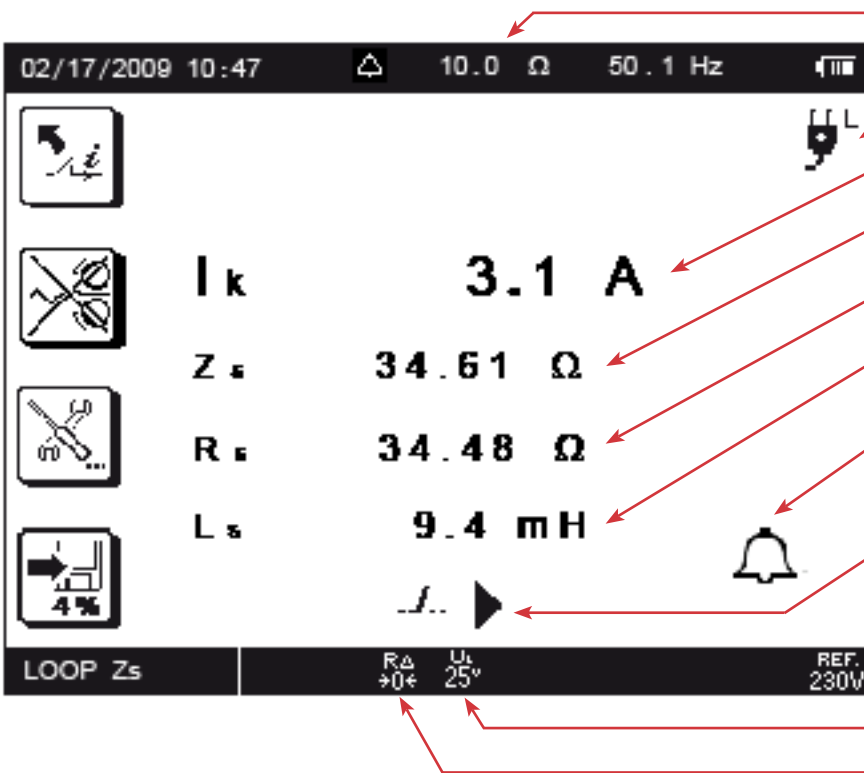 02/17/2009 10:47 10.0 Ω 50.1 Hz
L
i
Ik 3.1 A
Zs 34.61 Ω
Rs 34.48 Ω
...
Ls 9.4 mH
4%
../..
LOOP Zs RΔ →0← UL 25V REF. 230V